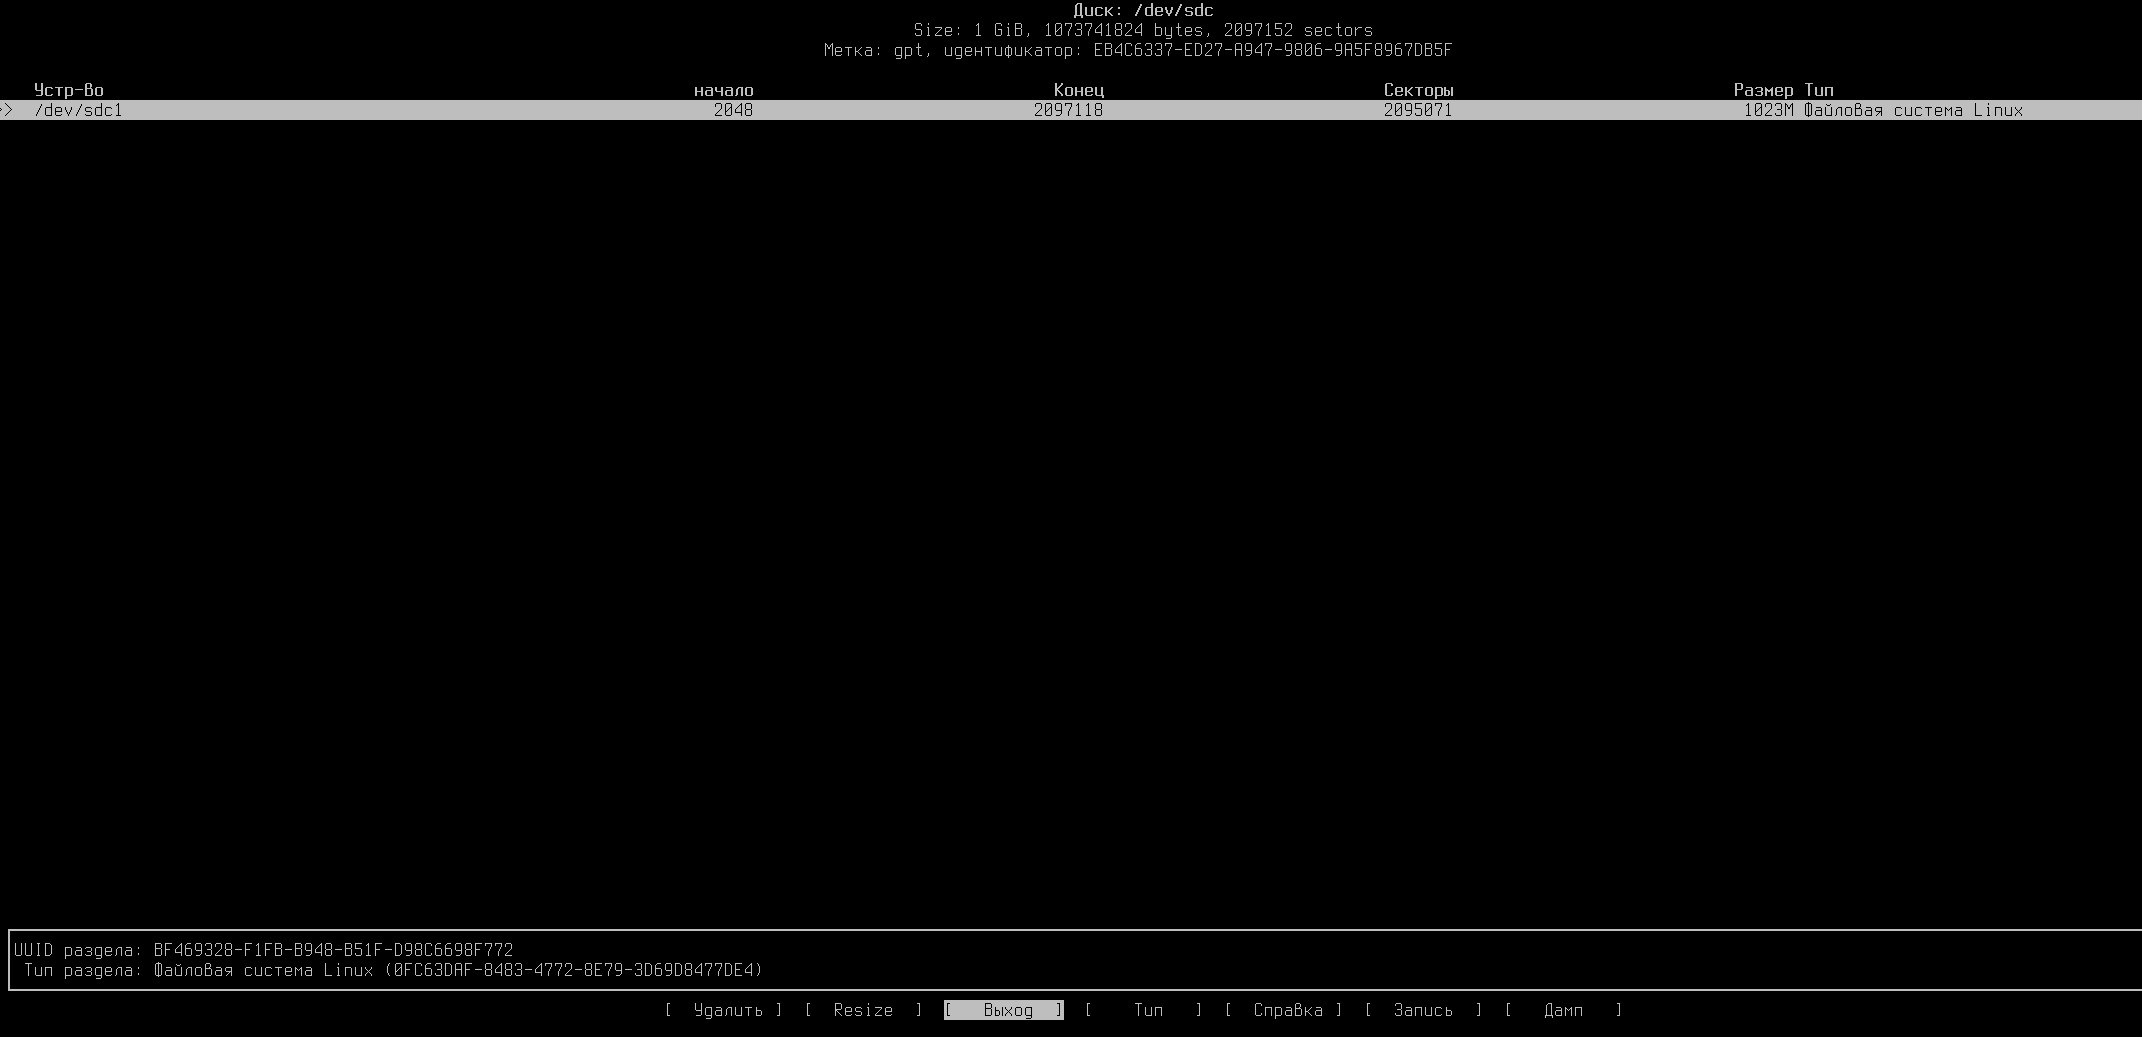 Диск: /dev/sdc
Size: 1 GiB, 1073741824 bytes, 2097152 sectors
Метка: gpt, идентификатор: EB4C6337-ED27-A947-9806-9A5F8967DB5F
Устр-во начало Конец Секторы Размер Тип
>> /dev/sdc1 2048 2097118 2095071 1023M Файловая система Linux
UUID раздела: BF469328-F1FB-B948-B51F-D98C6698F772
Тип раздела: Файловая система Linux (0FC63DAF-8483-4772-8E79-3D69D8477DE4)
[ Удалить ] [ Resize ] [ Выход ] [ Тип ] [ Справка ] [ Запись ] [ Дамп ]